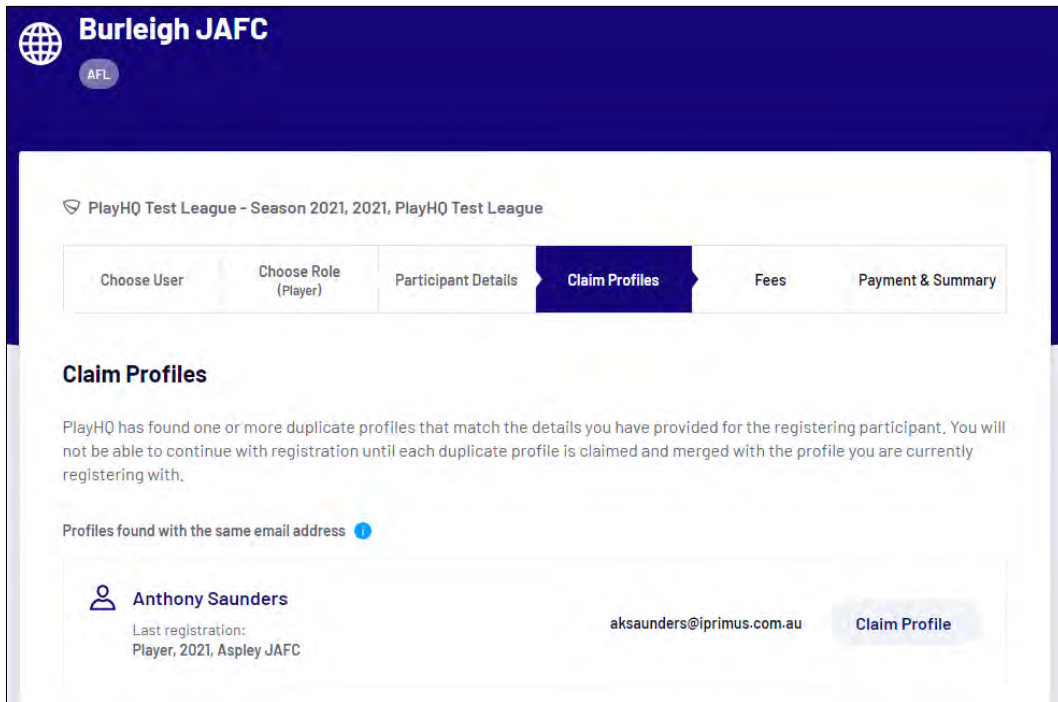 Burleigh JAFC
AFL
PlayHQ Test League - Season 2021, 2021, PlayHQ Test League
Choose User
Choose Role
(Player)
Participant Details
Claim Profiles
Fees
Payment & Summary
Claim Profiles
PlayHQ has found one or more duplicate profiles that match the details you have provided for the registering participant. You will
not be able to continue with registration until each duplicate profile is claimed and merged with the profile you are currently
registering with.
Profiles found with the same email address
Anthony Saunders
Last registration:
Player, 2021, Aspley JAFC
aksaunders@iprimus.com.au
Claim Profile